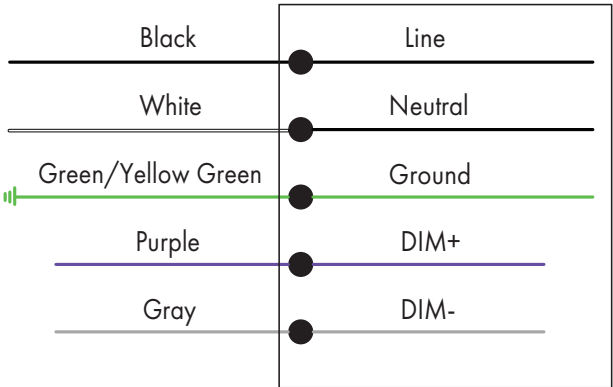 Black Line
White Neutral
Green/Yellow Green Ground
Purple DIM+
Gray DIM-